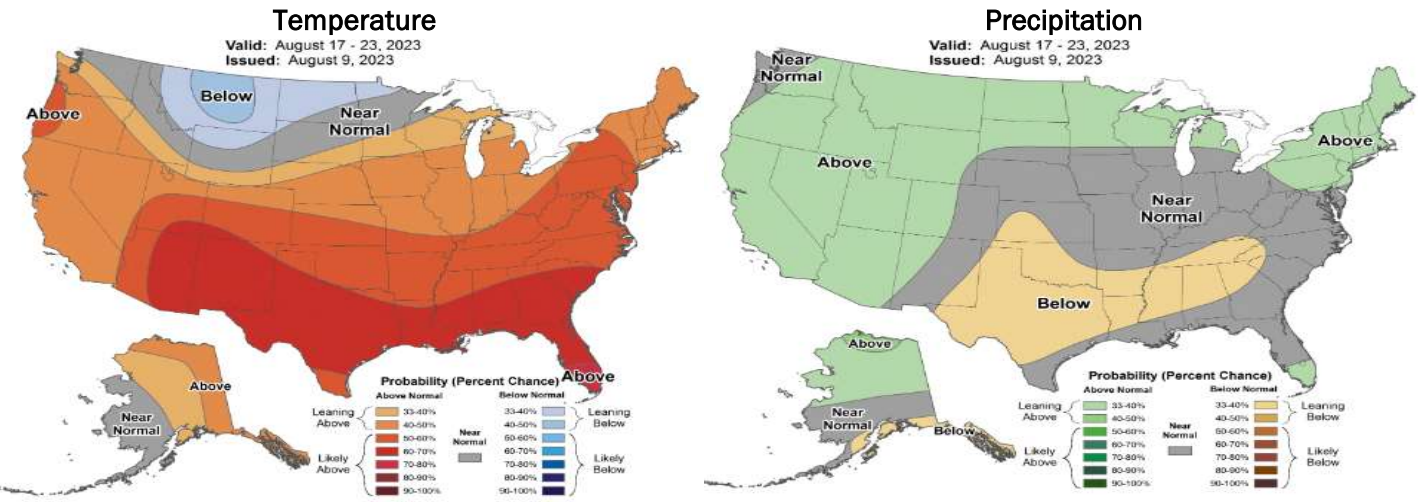 Temperature
Valid: August 17 - 23, 2023
Issued: August 9, 2023
Below
Above
Near
Normal
Above
Near
Normal
Above
Probability (Percent Chance)
Above Normal
Below Normal
Leaning
Above
33-40%
40-50%
50-60%
60-70%
70-80%
80-90%
90-100%
Likely
Above
Near
Normal
33-40%
40-50%
50-60%
60-70%
70-80%
80-90%
90-100%
Leaning
Below
Likely
Below
Precipitation
Valid: August 17 - 23, 2023
Issued: August 9, 2023
Near
Normal
Above
Above
Near
Normal
Below
Above
Near
Normal
Below
Probability (Percent Chance)
Above Normal
Below Normal
Leaning
Above
33-40%
40-50%
50-60%
60-70%
70-80%
80-90%
90-100%
Likely
Above
Near
Normal
33-40%
40-50%
50-60%
60-70%
70-80%
80-90%
90-100%
Leaning
Below
Likely
Below